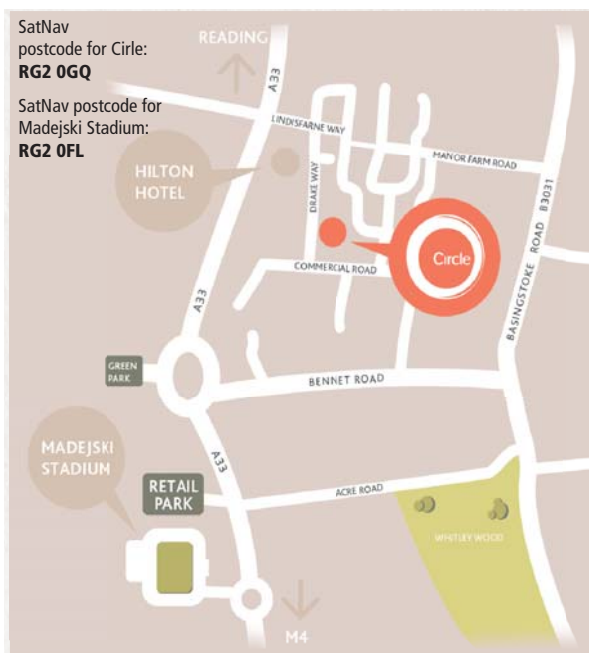 SatNav
postcode for Cirle:
RG2 0GQ
SatNav postcode for
Madejski Stadium:
RG2 0FL
READING
A33
LINDISFARNE WAY
MANOR FARM ROAD
HILTON
HOTEL
DRAKE WAY
BASINGSTOKE ROAD B3031
Circle
COMMERCIAL ROAD
A33
GREEN
PARK
BENNET ROAD
MADEJSKI
STADIUM
A33
RETAIL
PARK
ACRE ROAD
WHITLEY WOOD
M4